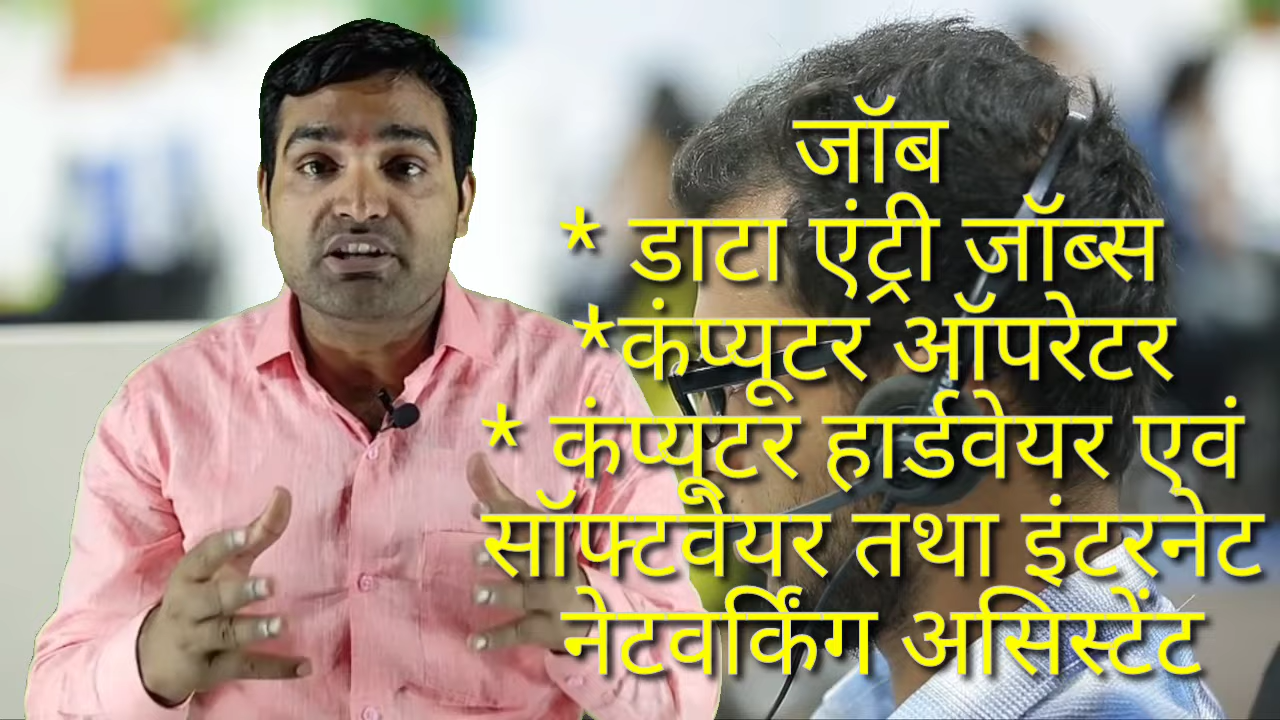 जॉब
* डाटा एंट्री जॉब्स
*कंप्यूटर ऑपरेटर
* कंप्यूटर हार्डवेयर एवं
सॉफ्टवेयर तथा इंटरनेट
नेटवर्किंग असिस्टेंट